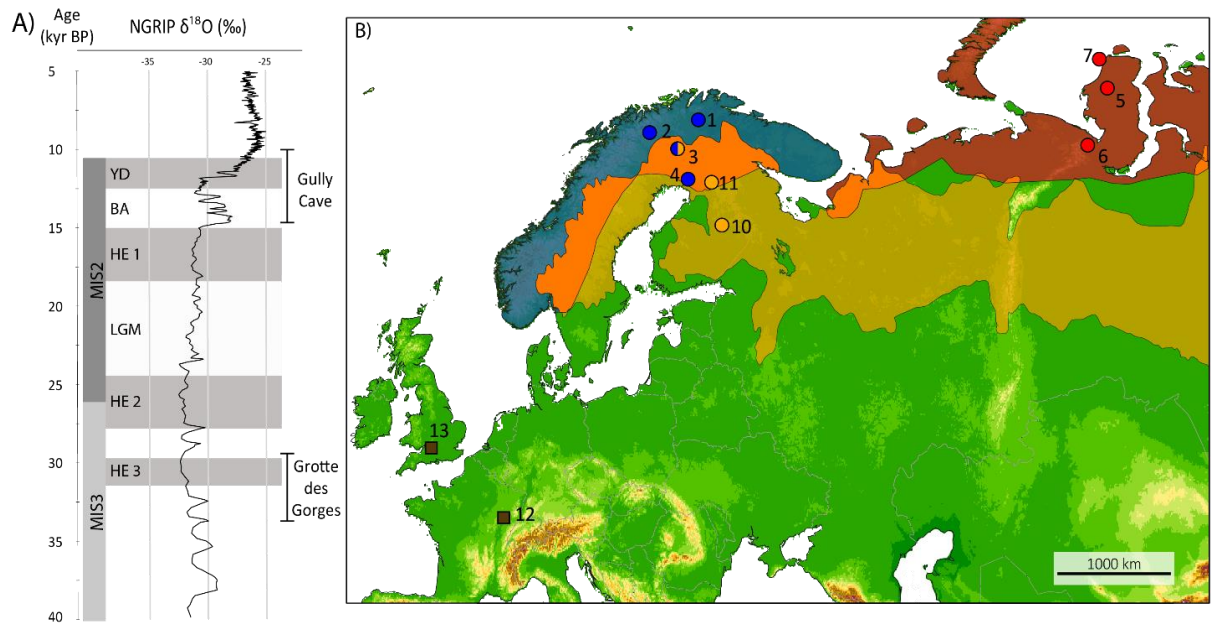 A)
Age
(kyr BP)
NGRIP δ¹⁸O (‰)
-35 -30 -25
5
10
15
20
25
30
35
40
MIS2
MIS3
YD
BA
HE 1
LGM
HE 2
HE 3
Gully
Cave
Grotte
des
Gorges
B)
7
5
1
2
6
3
4
11
10
13
12
1000 km